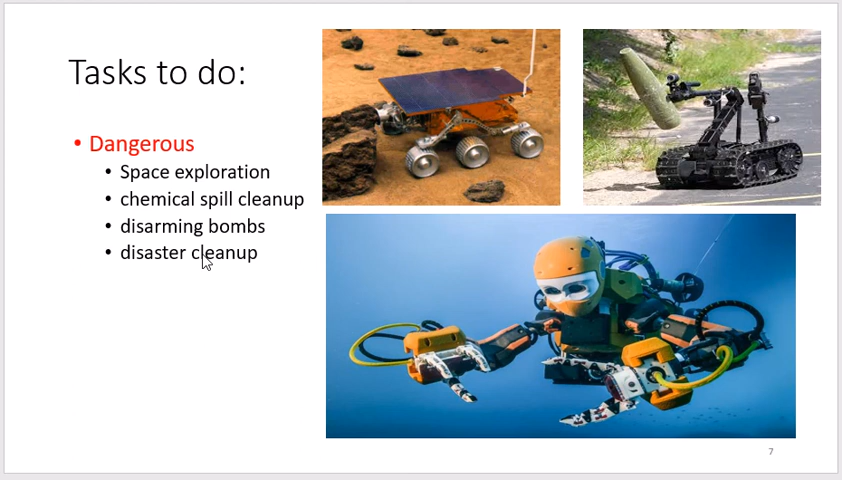 Tasks to do:
• Dangerous
• Space exploration
• chemical spill cleanup
• disarming bombs
• disaster cleanup
7